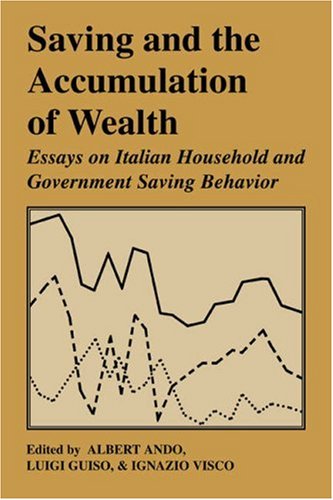 Saving and the
Accumulation
of Wealth
Essays on Italian Household and
Government Saving Behavior
Edited by ALBERT ANDO,
LUIGI GUISO, & IGNAZIO VISCO